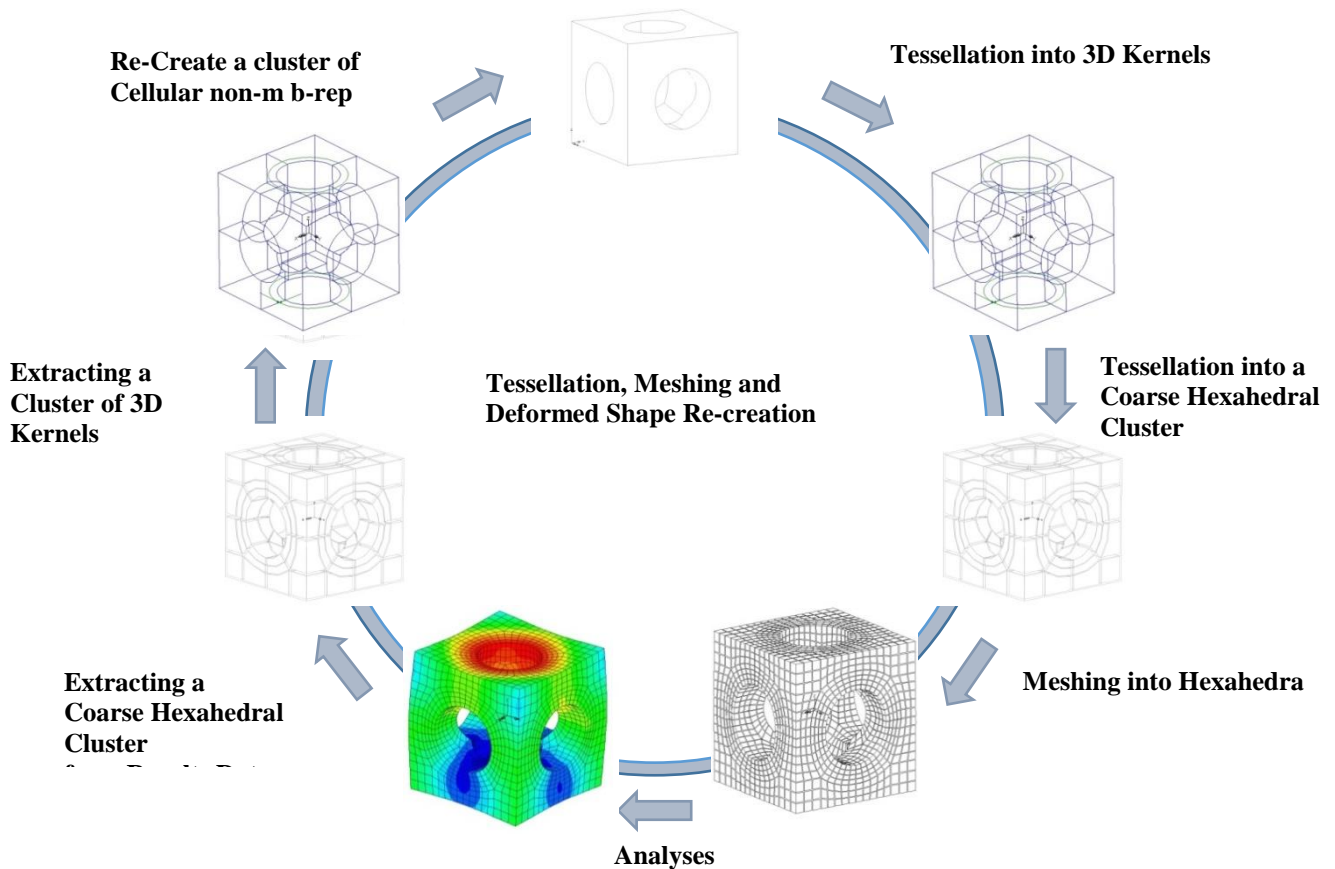 Re-Create a cluster of
Cellular non-m b-rep
Tessellation into 3D Kernels
Extracting a
Cluster of 3D
Kernels
Tessellation, Meshing and
Deformed Shape Re-creation
Tessellation into a
Coarse Hexahedral
Cluster
Extracting a
Coarse Hexahedral
Cluster
Meshing into Hexahedra
Analyses